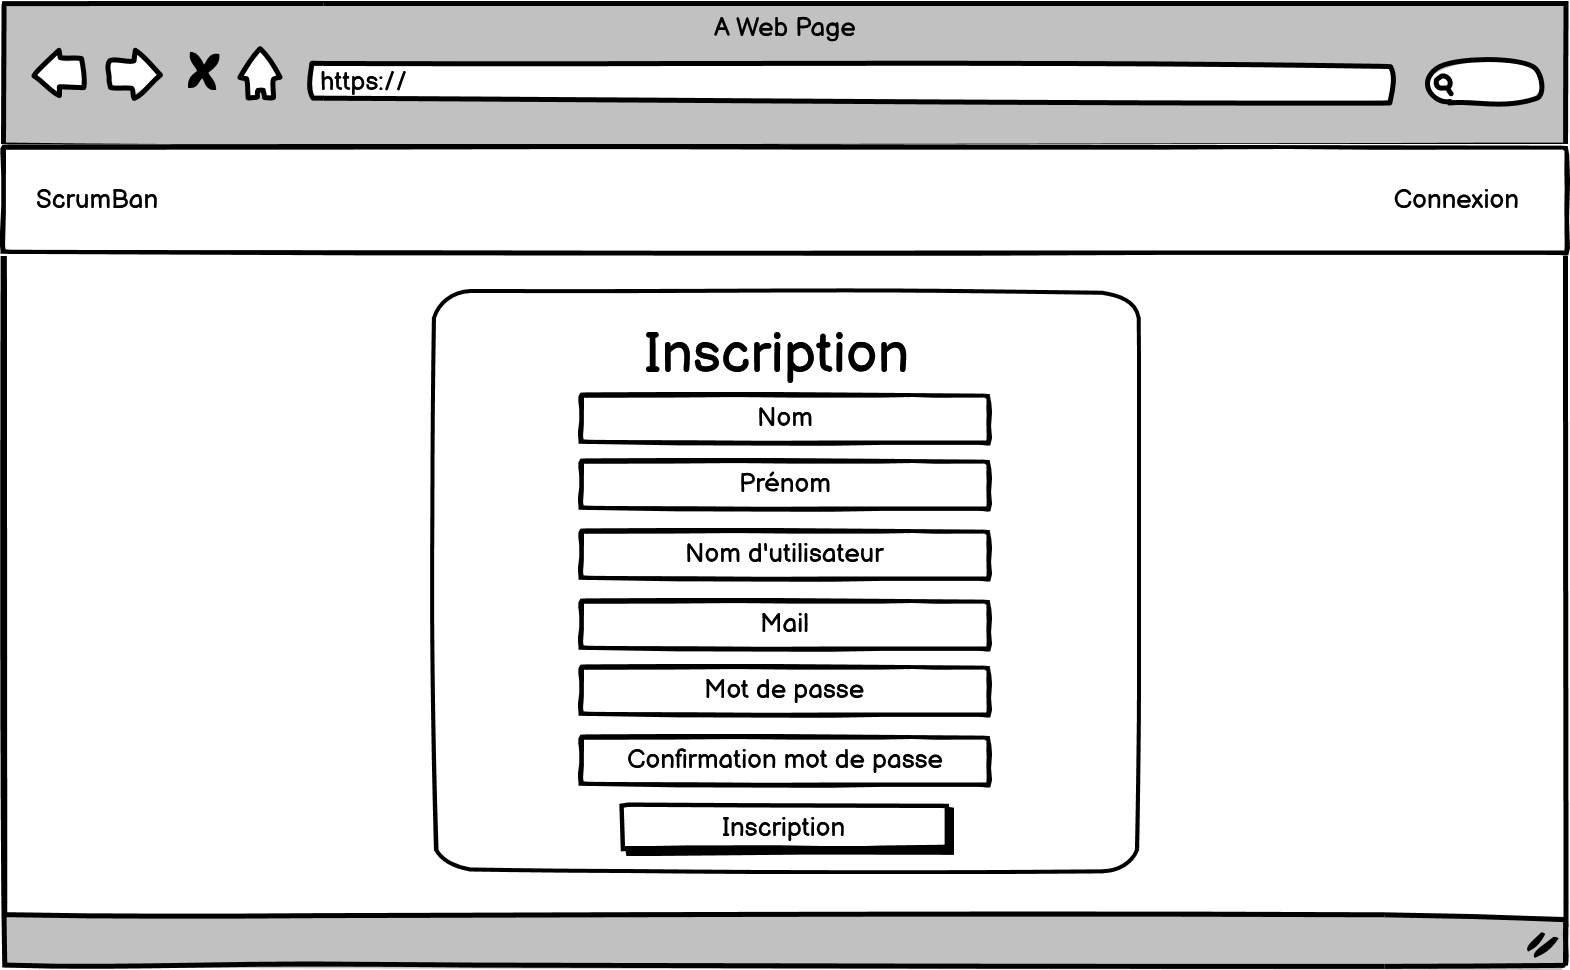 A Web Page
https://
ScrumBan
Connexion
Inscription
Nom
Prénom
Nom d'utilisateur
Mail
Mot de passe
Confirmation mot de passe
Inscription